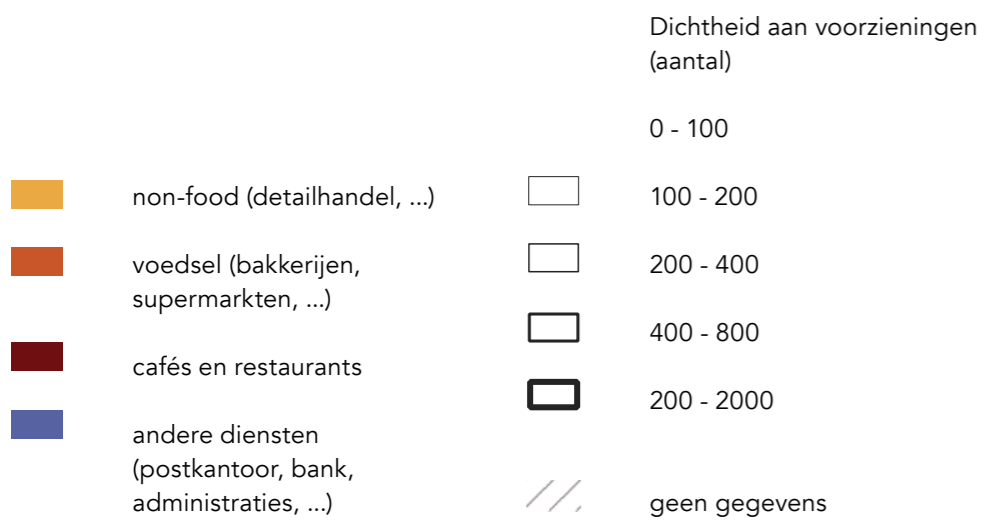 non-food (detailhandel, ...)
voedsel (bakkerijen,
supermarkten, ...)
cafés en restaurants
andere diensten
(postkantoor, bank,
administraties, ...)
Dichtheid aan voorzieningen
(aantal)
0 - 100
100 - 200
200 - 400
400 - 800
200 - 2000
geen gegevens